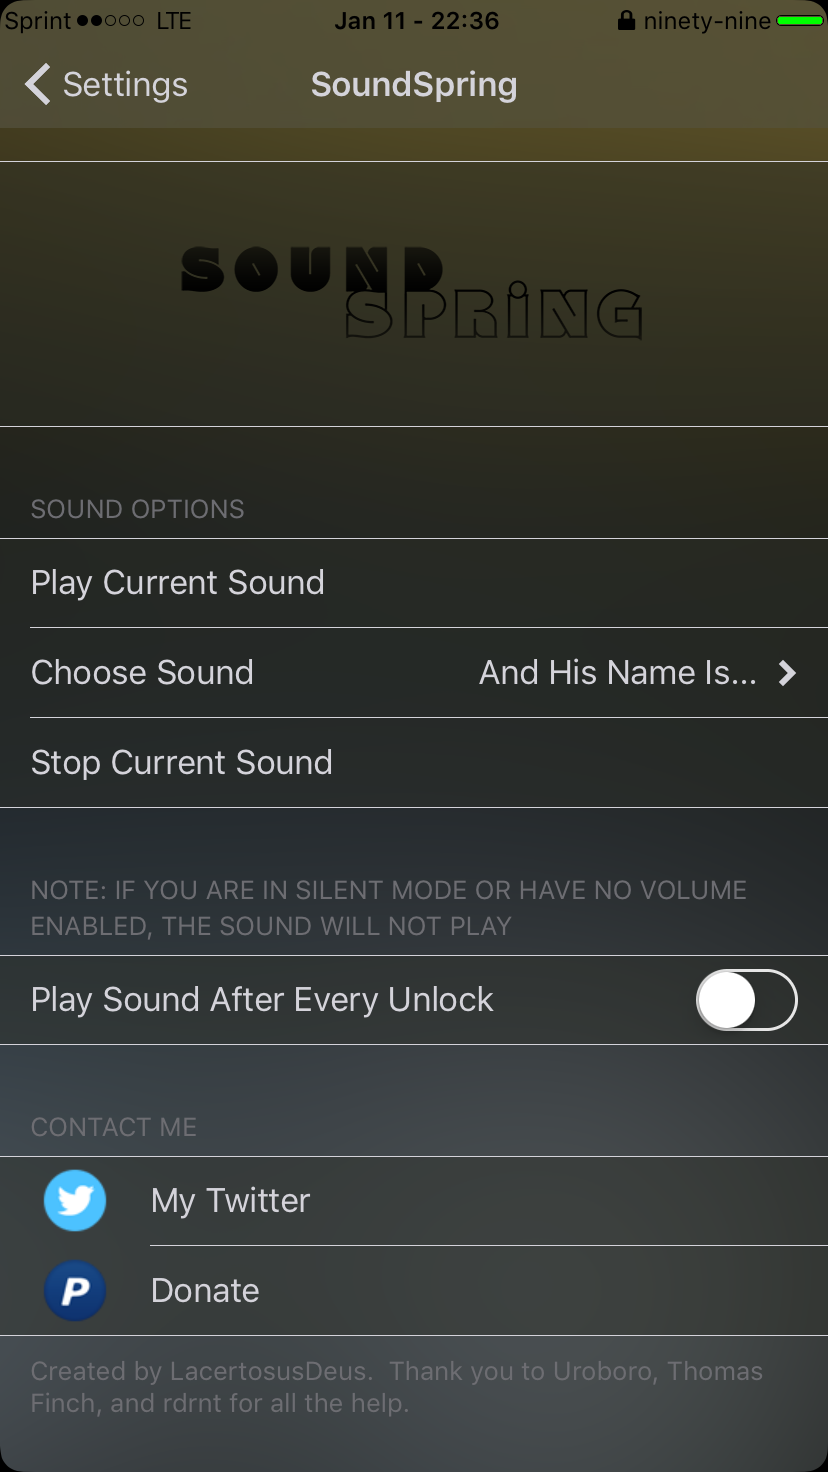 Sprint LTE Jan 11 - 22:36 ninety-nine
Settings SoundSpring
SOUND
SPRiNG
SOUND OPTIONS
Play Current Sound
Choose Sound And His Name Is...
Stop Current Sound
NOTE: IF YOU ARE IN SILENT MODE OR HAVE NO VOLUME
ENABLED, THE SOUND WILL NOT PLAY
Play Sound After Every Unlock
CONTACT ME
My Twitter
P Donate
Created by LacertosusDeus.  Thank you to Uroboro, Thomas
Finch, and rdrnt for all the help.